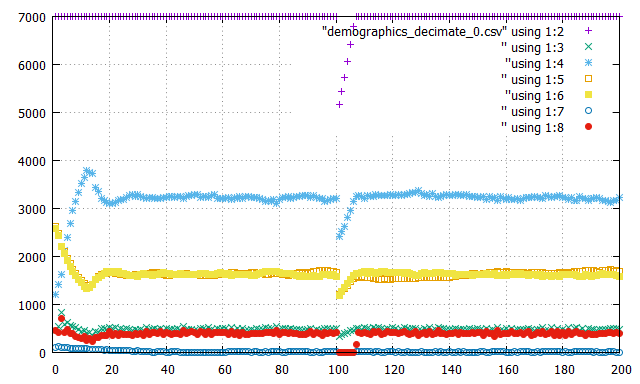 7000
"demographics_decimate_0.csv" using 1:2
" using 1:3
6000
"using 1:4
" using 1:5
"using 1:6
5000
" using 1:7
" using 1:8
4000
3000
2000
1000
0
0 20 40 60 80 100 120 140 160 180 200